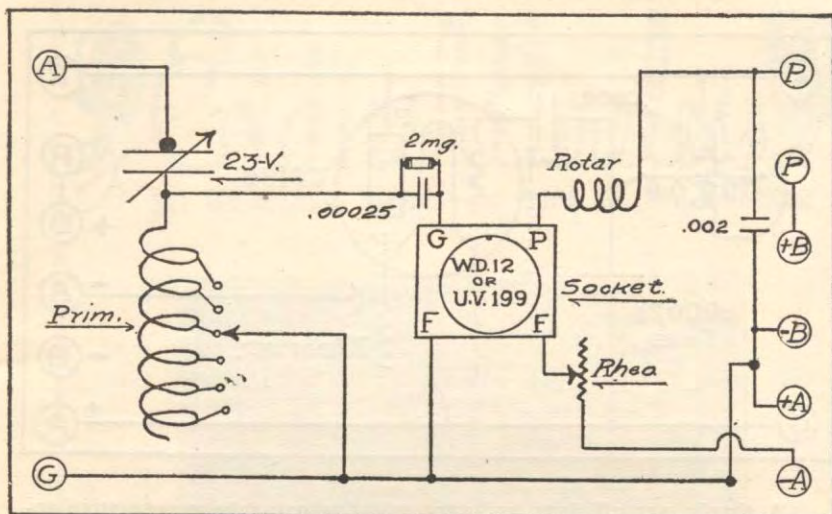 A
23-V.
2mg.
.00025
Rotar
P
P
.002
+B
G P
W.D.12
OR
U.V.199
F F
Socket.
Prim.
Rhea
-B
+A
G
-A